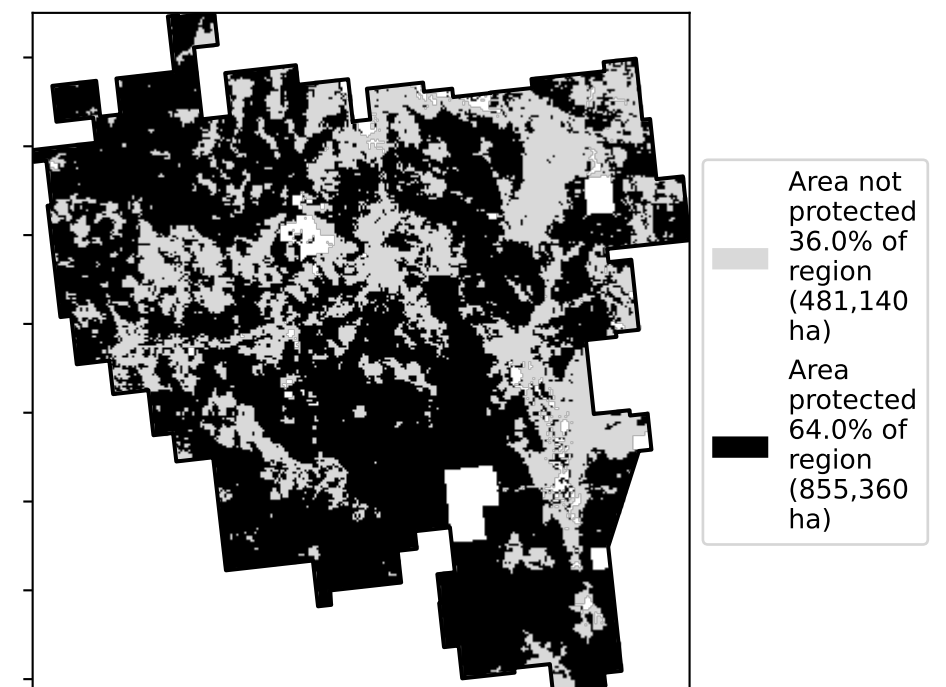 Area not
protected
36.0% of
region
(481,140
ha)
Area
protected
64.0% of
region
(855,360
ha)